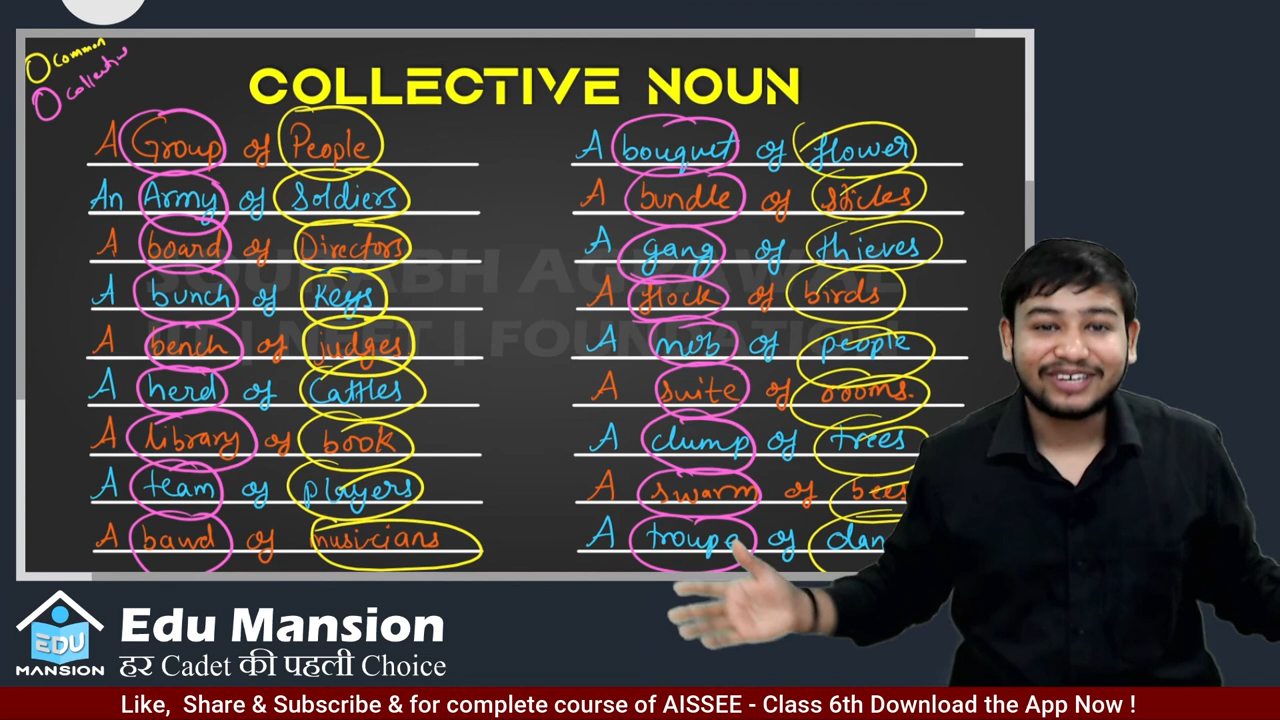 common
collective
COLLECTIVE NOUN
A Group of People
An Army of Soldiers
A board of Directors
A bunch of Keys
A bench of judges
A herd of Cattles
A library of book
A team of players
A band of musicians
A bouquet of flower
A bundle of sticks
A gang of thieves
A flock of birds
A mob of people
A suite of rooms.
A clump of trees
A swarm of bees
A troupe of dan
| NEET | FOUNDATION
EDU
MANSION
Edu Mansion
हर Cadet की पहली Choice
Like, Share & Subscribe & for complete course of AISSEE - Class 6th Download the App Now !